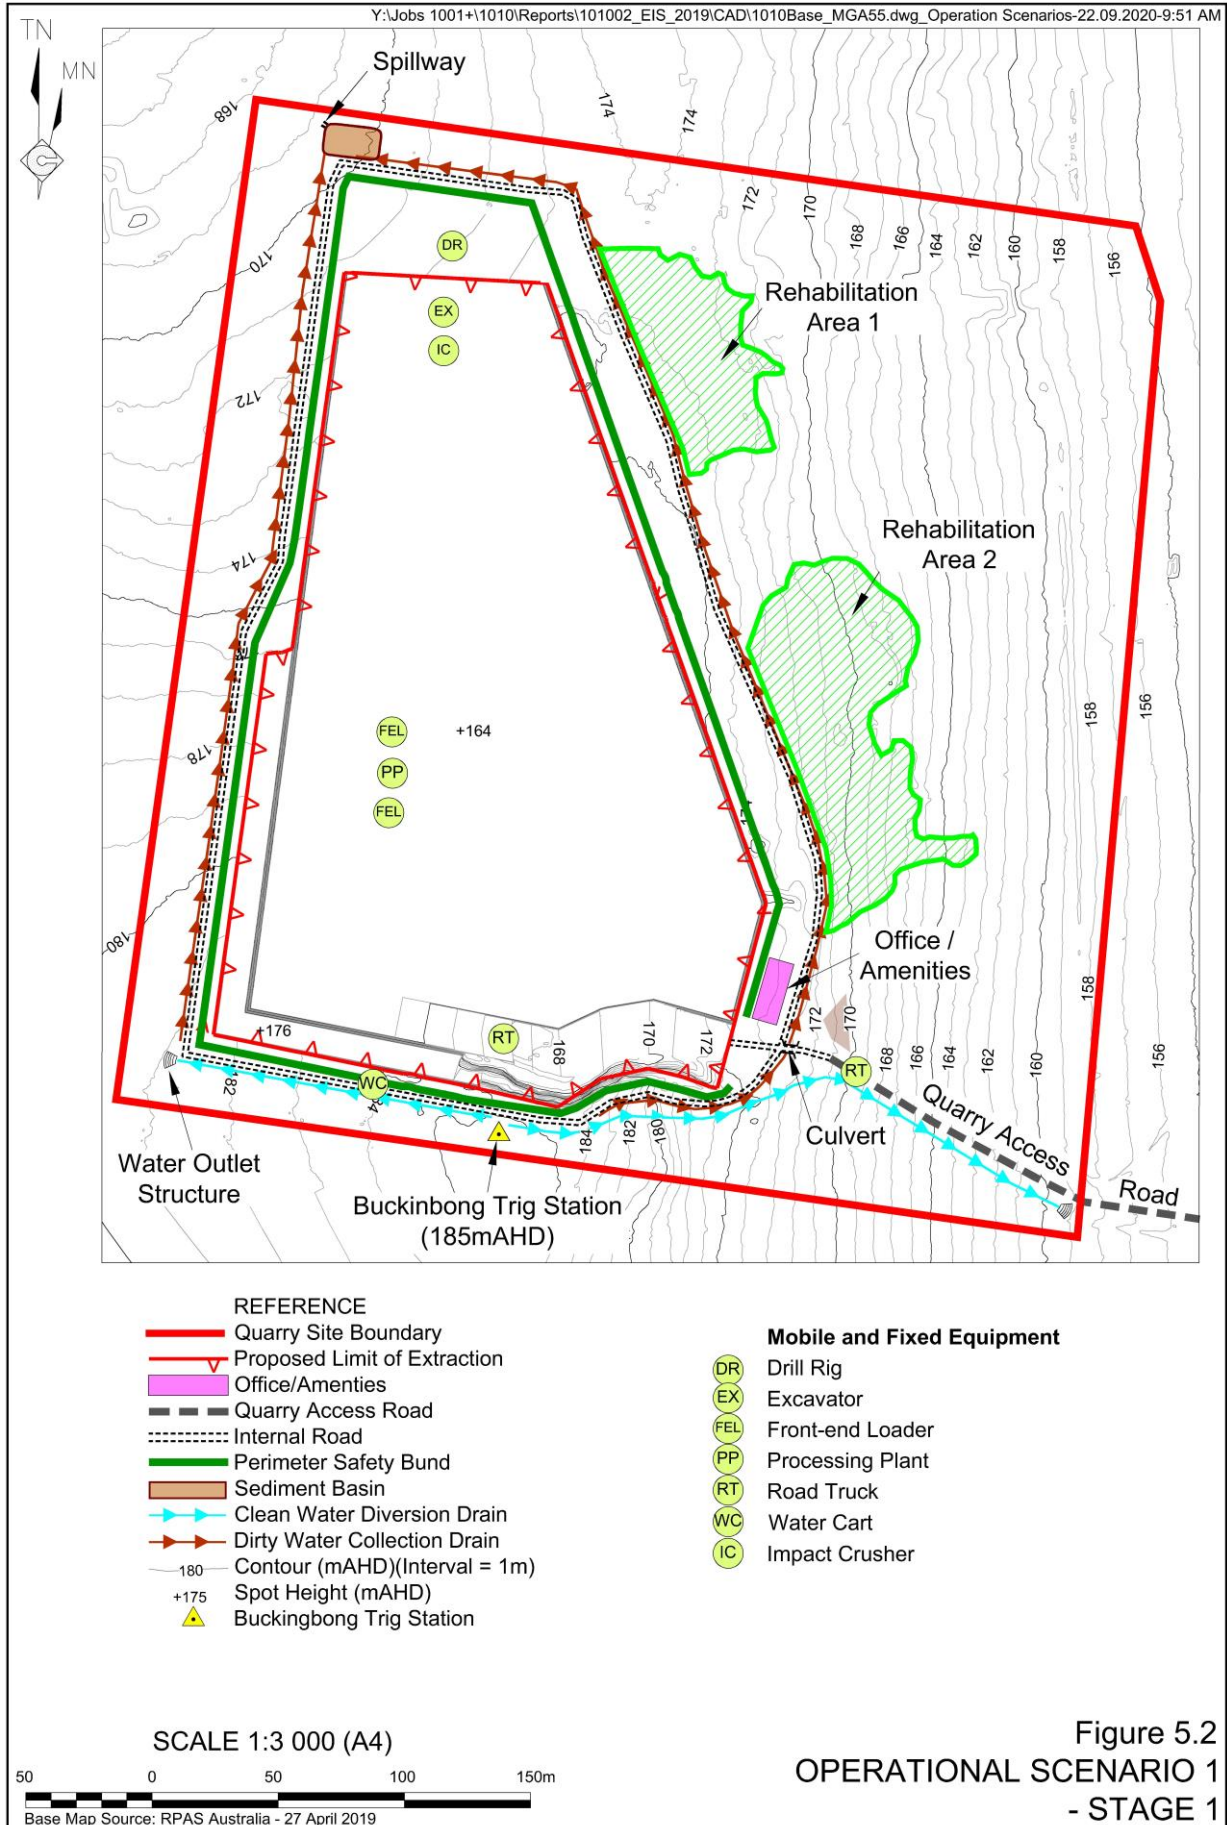 Y:\Jobs 1001+\1010\Reports\101002_EIS_2019\CAD\1010Base_MGA55.dwg_Operation Scenarios-22.09.2020-9:51 AM
TN
MN
Spillway
168
174
174
172
170
168
166
164
162
160
158
156
170
DR
EX
IC
Rehabilitation
Area 1
172
174
Rehabilitation
Area 2
178
FEL
+164
PP
FEL
158
156
180
Office /
Amenities
158
+176
RT
168
170
172
172
170
168
166
164
162
160
156
182
WC
RT
184
182
180
Culvert
Quarry Access
Road
Water Outlet
Structure
Buckinbong Trig Station
(185mAHD)
REFERENCE
Quarry Site Boundary
Proposed Limit of Extraction
Office/Amenties
Quarry Access Road
Internal Road
Perimeter Safety Bund
Sediment Basin
Clean Water Diversion Drain
Dirty Water Collection Drain
180 Contour (mAHD)(Interval = 1m)
+175 Spot Height (mAHD)
Buckingbong Trig Station
Mobile and Fixed Equipment
DR Drill Rig
EX Excavator
FEL Front-end Loader
PP Processing Plant
RT Road Truck
WC Water Cart
IC Impact Crusher
SCALE 1:3 000 (A4)
50 0 50 100 150m
Base Map Source: RPAS Australia - 27 April 2019
Figure 5.2
OPERATIONAL SCENARIO 1
- STAGE 1